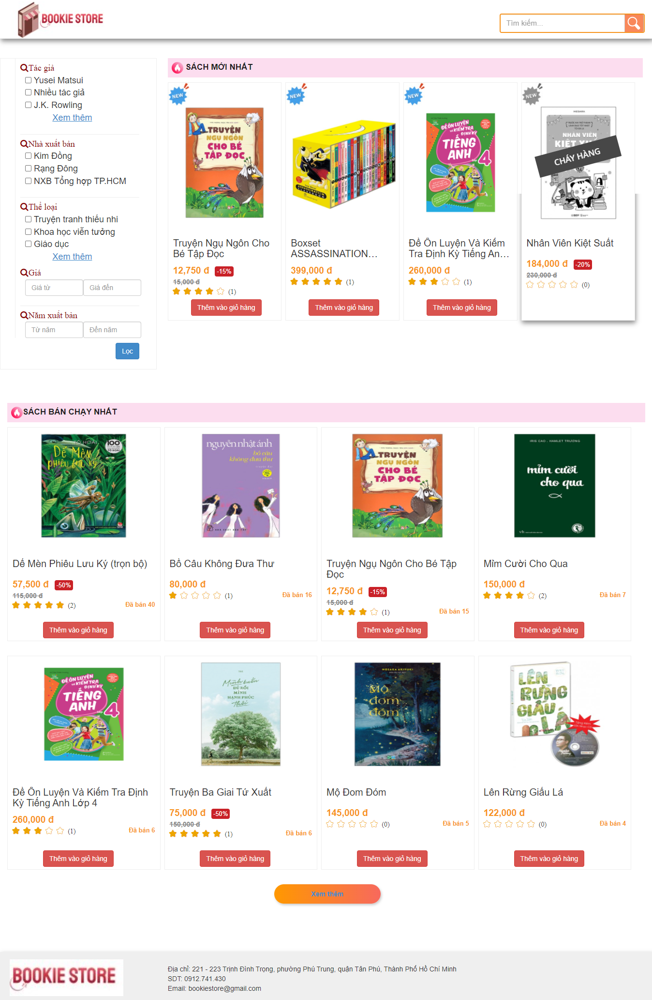 BOOKIE STORE
Tìm kiếm...
Tác giả
Yusei Matsui
Nhiều tác giả
J.K. Rowling
Xem thêm
Nhà xuất bản
Kim Đồng
Rạng Đông
NXB Tổng hợp TP.HCM
Thể loại
Truyện tranh thiếu nhi
Khoa học viễn tưởng
Giáo dục
Xem thêm
Giá
Giá từ
Giá đến
Năm xuất bản
Từ năm
Đến năm
Lọc
SÁCH MỚI NHẤT
NEW
TRUYỆN
NGỤ NGÔN
CHO BÉ
TẬP ĐỌC
Truyện Ngụ Ngôn Cho
Bé Tập Đọc
12,750 đ -15%
15,000 đ
(1)
Thêm vào giỏ hàng
NEW
ASSASSINATION
CLASSROOM
Boxset
ASSASSINATION...
399,000 đ
(1)
Thêm vào giỏ hàng
NEW
ĐỀ ÔN LUYỆN
VÀ KIỂM TRA
ĐỊNH KỲ
TIẾNG
ANH
Lớp 4
Đề Ôn Luyện Và Kiểm
Tra Định Kỳ Tiếng An...
260,000 đ
(1)
Thêm vào giỏ hàng
NEW
MEGARA
NHÂN VIÊN
KIỆT
CHÁY HÀNG
Nhân Viên Kiệt Suất
184,000 đ -20%
230,000 đ
(0)
SÁCH BÁN CHẠY NHẤT
TÔ HOÀI
100
TÔ HOÀI
Dế Mèn
phiêu lưu ký
Dế Mèn Phiêu Lưu Ký (trọn bộ)
57,500 đ -50%
115,000 đ
(2)
Đã bán 40
Thêm vào giỏ hàng
nguyễn nhật ánh
bồ câu
không đưa thư
truyện dài
NHÀ XUẤT BẢN TRẺ
Bồ Câu Không Đưa Thư
80,000 đ
(1)
Đã bán 16
Thêm vào giỏ hàng
TRUYỆN
NGỤ NGÔN
CHO BÉ
TẬP ĐỌC
Truyện Ngụ Ngôn Cho Bé Tập
Đọc
12,750 đ -15%
15,000 đ
(1)
Đã bán 15
Thêm vào giỏ hàng
IRIS CAO . HAMLET TRƯƠNG
mỉm cười
cho qua
vh
Mỉm Cười Cho Qua
150,000 đ
(2)
Đã bán 7
Thêm vào giỏ hàng
ĐỀ ÔN LUYỆN
VÀ KIỂM TRA
ĐỊNH KỲ
TIẾNG
ANH
Lớp 4
Đề Ôn Luyện Và Kiểm Tra Định
Kỳ Tiếng Anh Lớp 4
260,000 đ
(1)
Đã bán 6
Thêm vào giỏ hàng
Mình buồn
ĐỦ RỒI
MÌNH
HẠNH PHÚC
thôi
Truyện Ba Giai Tứ Xuất
75,000 đ -50%
150,000 đ
(1)
Đã bán 6
Thêm vào giỏ hàng
NOSAKA AKIYUKI
Mộ
đom
đóm
Mộ Đom Đóm
145,000 đ
(0)
Đã bán 5
Thêm vào giỏ hàng
LÊN
RỪNG
GIẤU
LÁ
Tặng kèm
Lên Rừng Giấu Lá
122,000 đ
(0)
Đã bán 4
Thêm vào giỏ hàng
Xem thêm
BOOKIE STORE
Địa chỉ: 221 - 223 Trịnh Đình Trọng, phường Phú Trung, quận Tân Phú, Thành Phố Hồ Chí Minh
SDT: 0912.741.430
Email: bookiestore@gmail.com